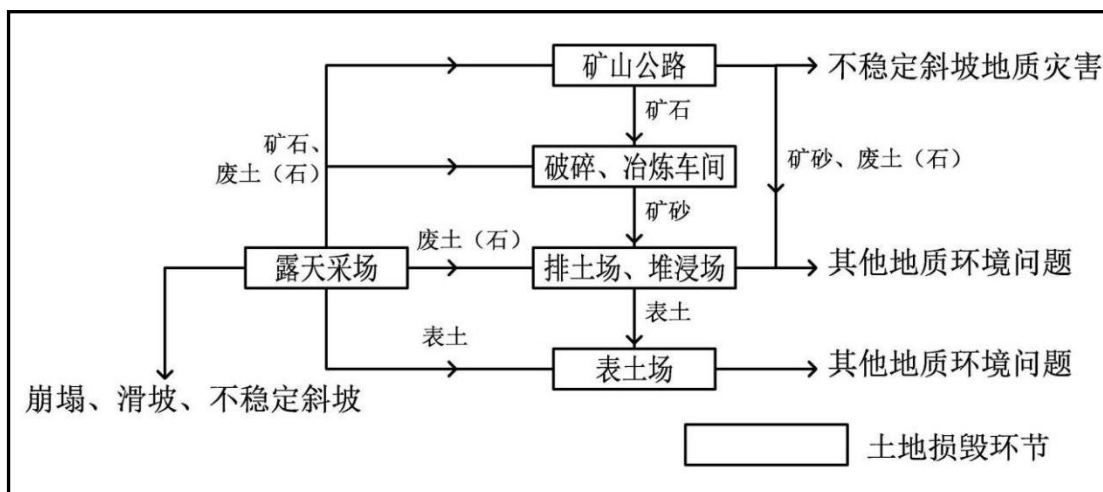 矿山公路
不稳定斜坡地质灾害
矿石
矿石、
废土（石）
矿砂、废土（石）
破碎、冶炼车间
矿砂
废土（石）
露天采场
排土场、堆浸场
其他地质环境问题
表土
表土
表土场
其他地质环境问题
崩塌、滑坡、不稳定斜坡
土地损毁环节